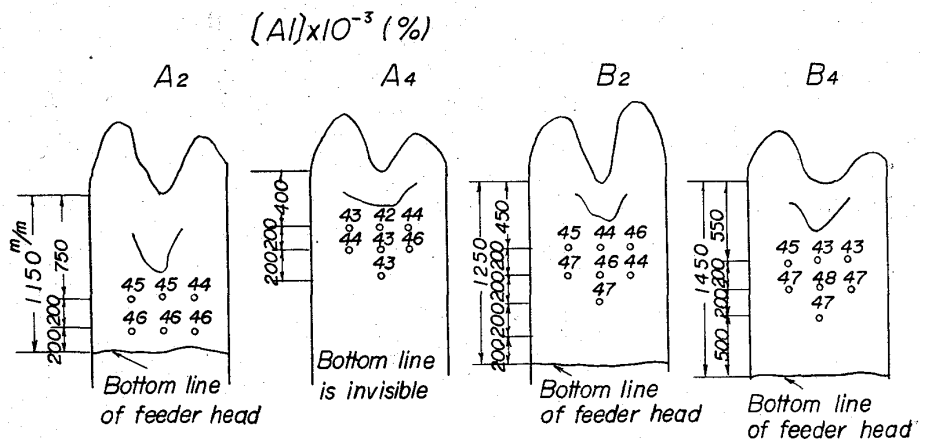 (Al)x10⁻³ (%)
A2 A4 B2 B4
1150 m/m
750
200
200
45 45 44
46 46 46
Bottom line
of feeder head
400
200
200
43 42 44
44 43 46
43
Bottom line
is invisible
1250
450
200
200
200
200
45 44 46
47 46 44
47
Bottom line
of feeder head
1450
550
200
200
500
45 43 43
47 48 47
47
Bottom line
of feeder head